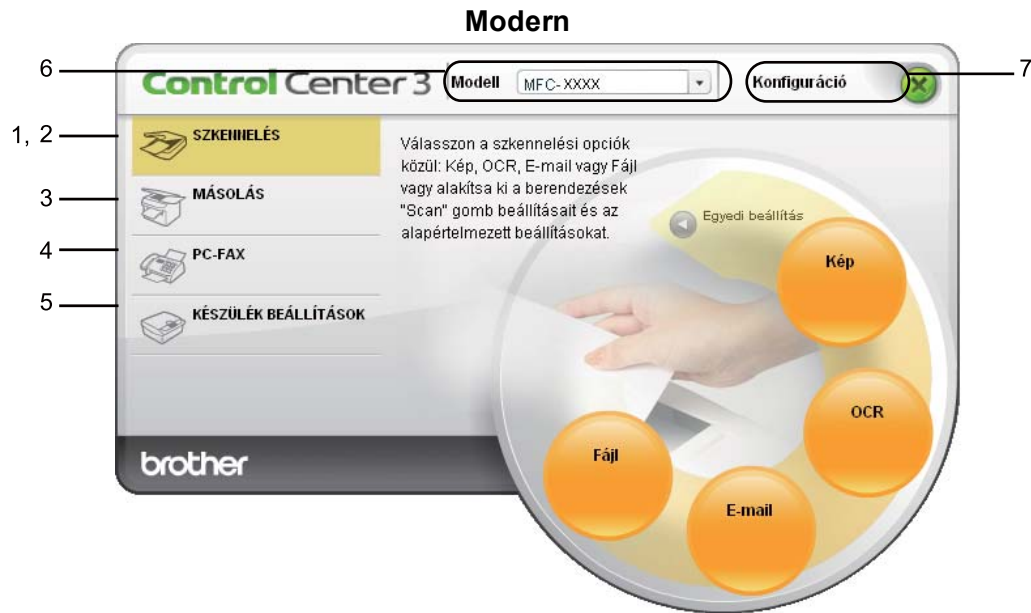 Modern
6
Control Center 3
Modell
MFC-XXXX
Konfiguráció
7
1, 2
SZKENNELÉS
3
MÁSOLÁS
4
PC-FAX
5
KÉSZÜLÉK BEÁLLÍTÁSOK
Válasszon a szkennelési opciók
közül: Kép, OCR, E-mail vagy Fájl
vagy alakítsa ki a berendezések
"Scan" gomb beállításait és az
alapértelmezett beállításokat.
Egyedi beállítás
Kép
OCR
E-mail
Fájl
brother